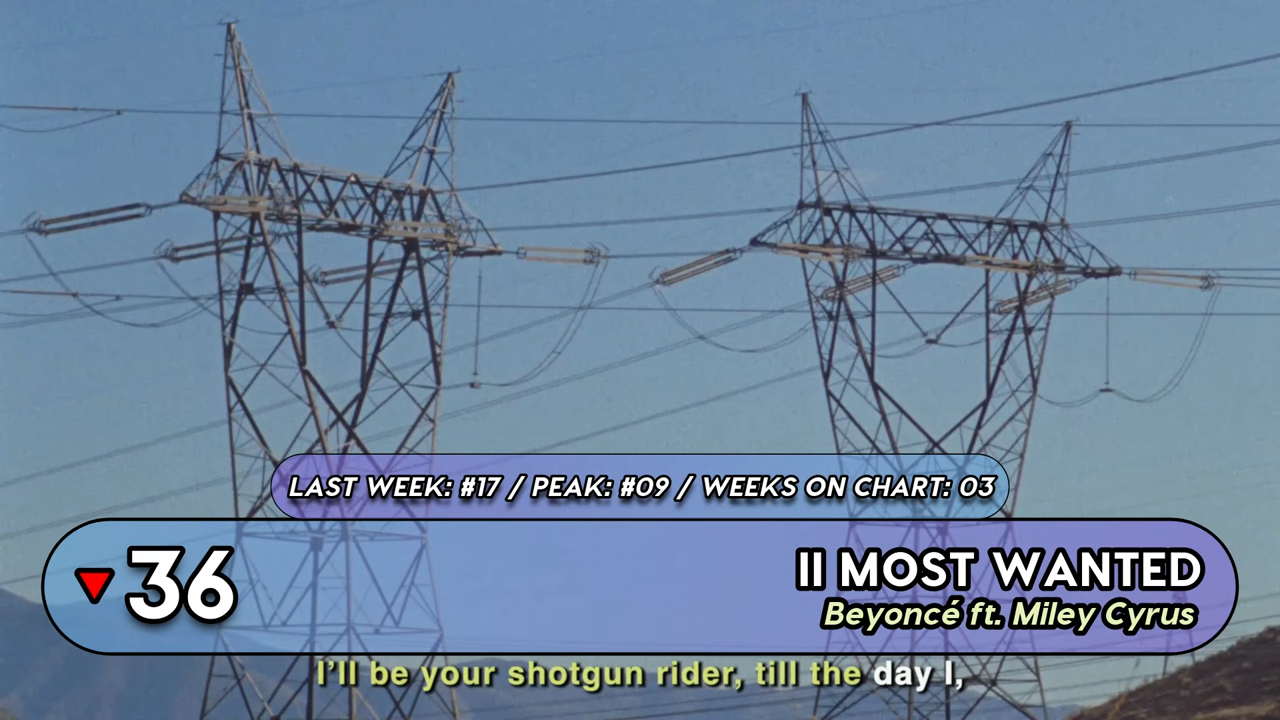 LAST WEEK: #17 / PEAK: #09 / WEEKS ON CHART: 03
36
II MOST WANTED
Beyoncé ft. Miley Cyrus
I'll be your shotgun rider, till the day I,